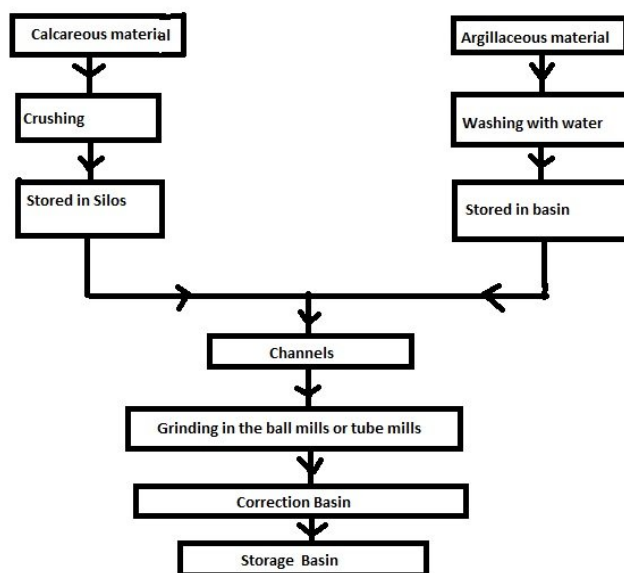 Calcareous material
Argillaceous material
Crushing
Washing with water
Stored in Silos
Stored in basin
Channels
Grinding in the ball mills or tube mills
Correction Basin
Storage Basin